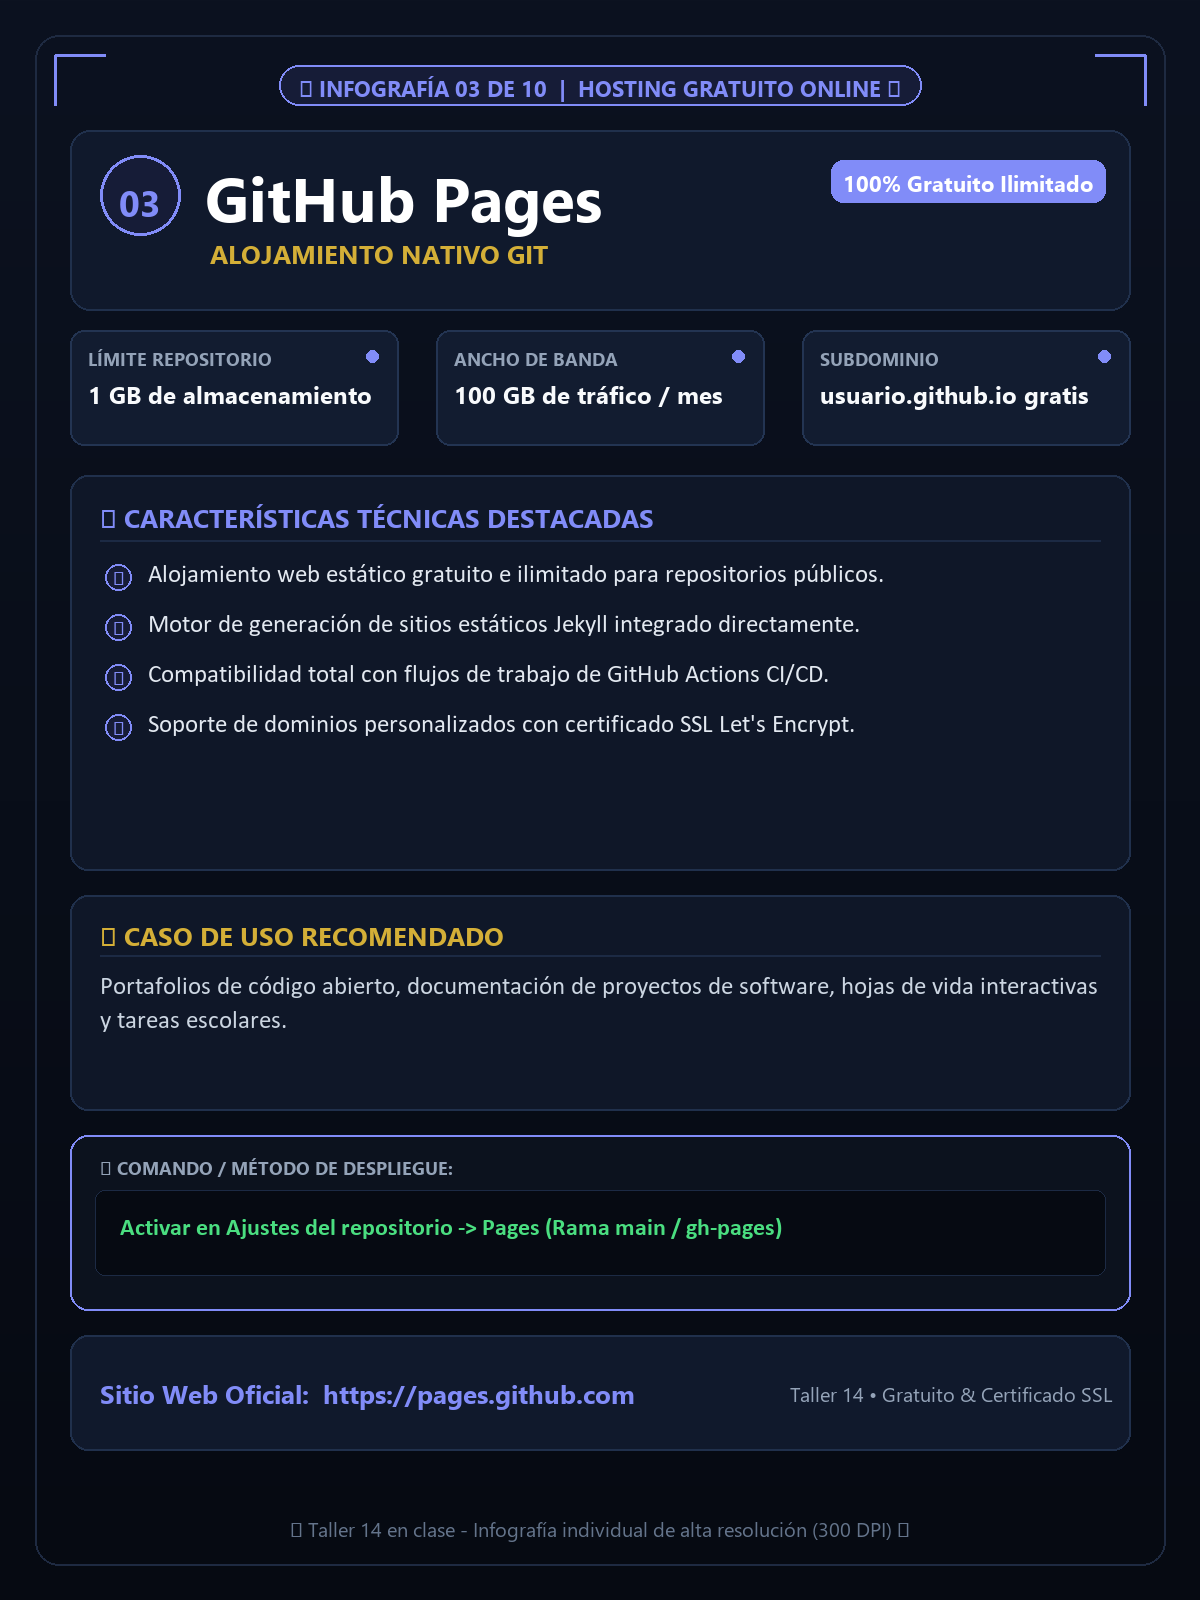 INFOGRAFÍA 03 DE 10 | HOSTING GRATUITO ONLINE
03
GitHub Pages
100% Gratuito Ilimitado
ALOJAMIENTO NATIVO GIT
LÍMITE REPOSITORIO
1 GB de almacenamiento
ANCHO DE BANDA
100 GB de tráfico / mes
SUBDOMINIO
usuario.github.io gratis
CARACTERÍSTICAS TÉCNICAS DESTACADAS
Alojamiento web estático gratuito e ilimitado para repositorios públicos.
Motor de generación de sitios estáticos Jekyll integrado directamente.
Compatibilidad total con flujos de trabajo de GitHub Actions CI/CD.
Soporte de dominios personalizados con certificado SSL Let's Encrypt.
CASO DE USO RECOMENDADO
Portafolios de código abierto, documentación de proyectos de software, hojas de vida interactivas
y tareas escolares.
COMANDO / MÉTODO DE DESPLIEGUE:
Activar en Ajustes del repositorio -> Pages (Rama main / gh-pages)
Sitio Web Oficial: https://pages.github.com
Taller 14 • Gratuito & Certificado SSL
Taller 14 en clase - Infografía individual de alta resolución (300 DPI)